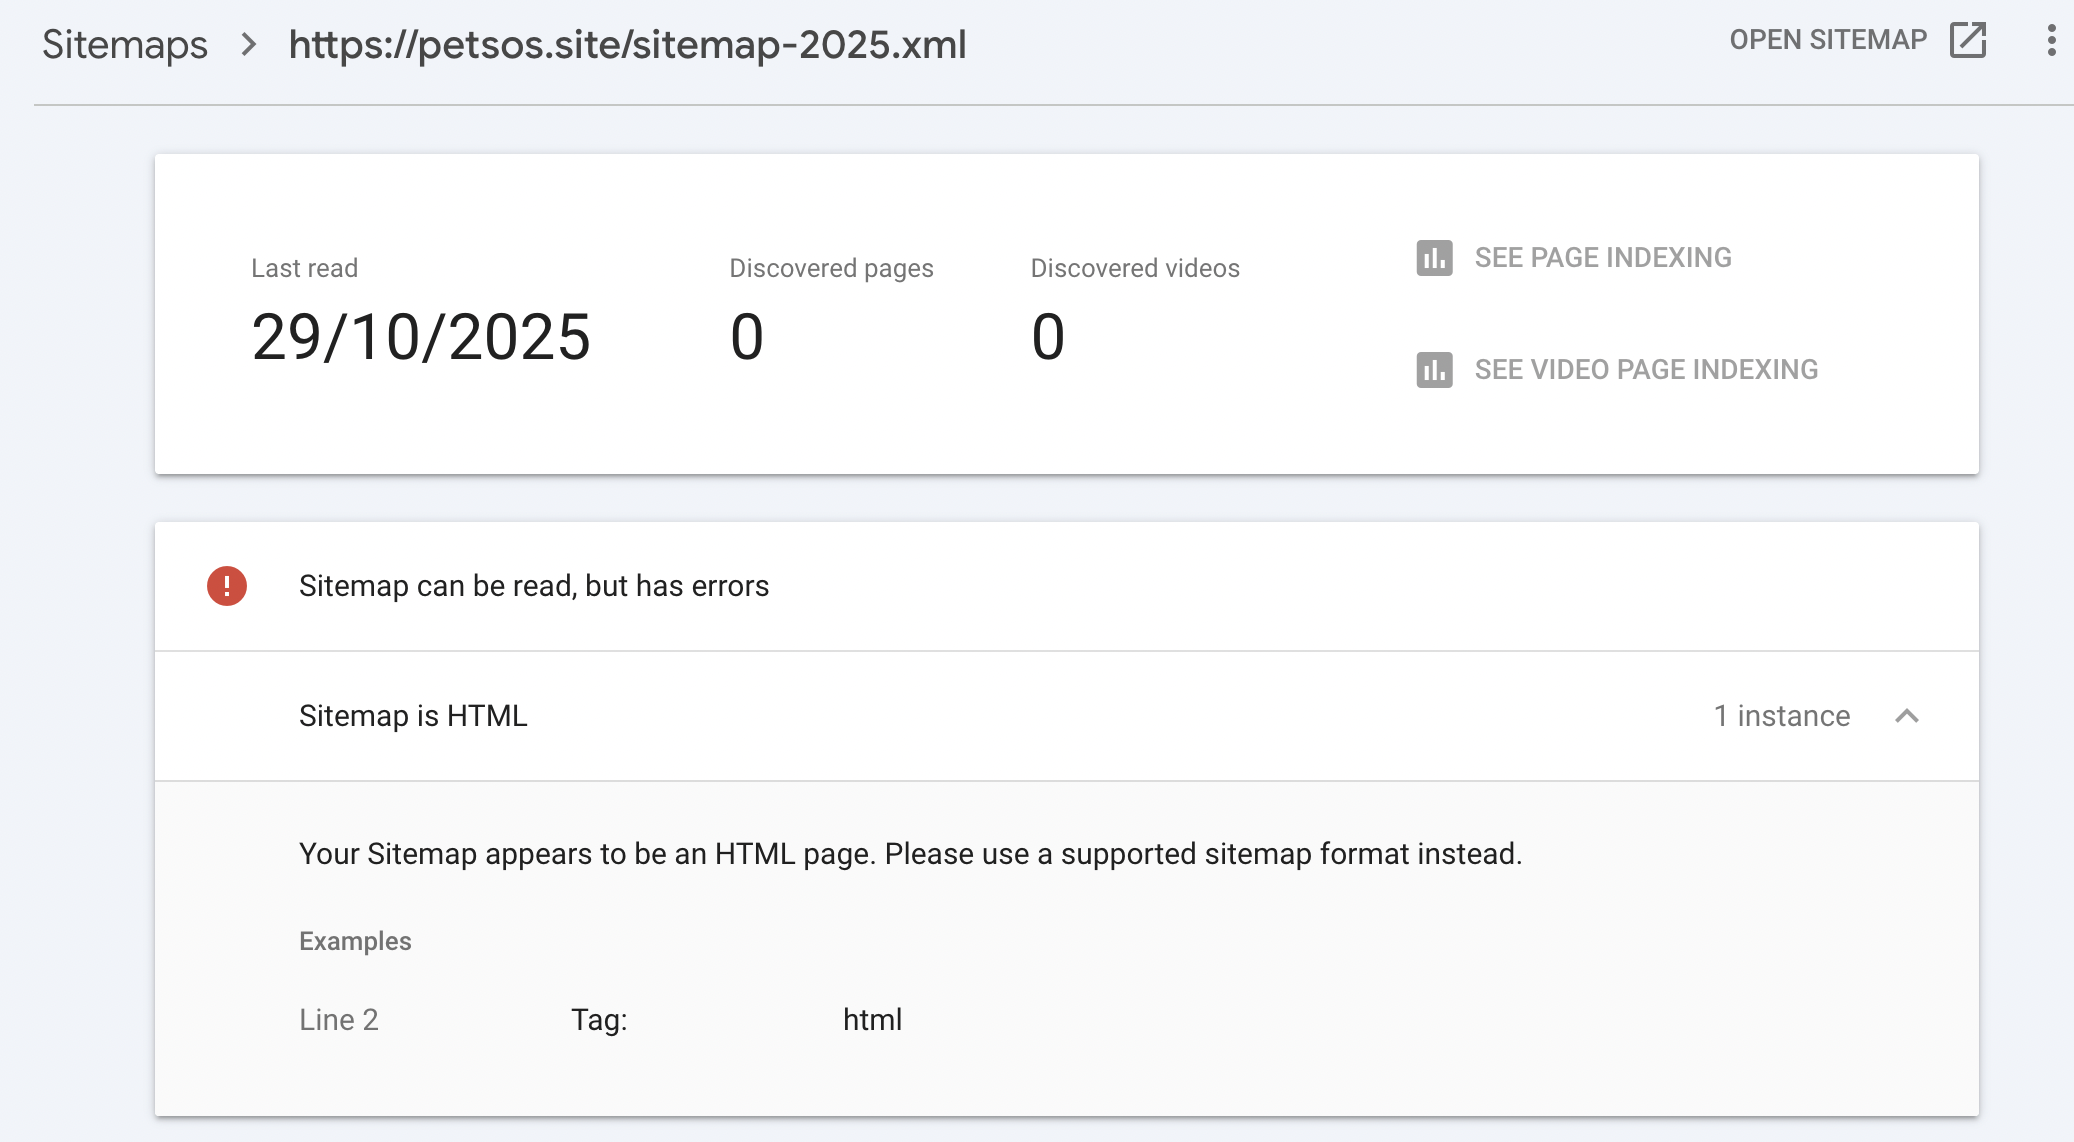 Sitemaps > https://petsos.site/sitemap-2025.xml
OPEN SITEMAP
Last read
29/10/2025
Discovered pages
0
Discovered videos
0
SEE PAGE INDEXING
SEE VIDEO PAGE INDEXING
Sitemap can be read, but has errors
Sitemap is HTML 1 instance
Your Sitemap appears to be an HTML page. Please use a supported sitemap format instead.
Examples
Line 2 Tag: html